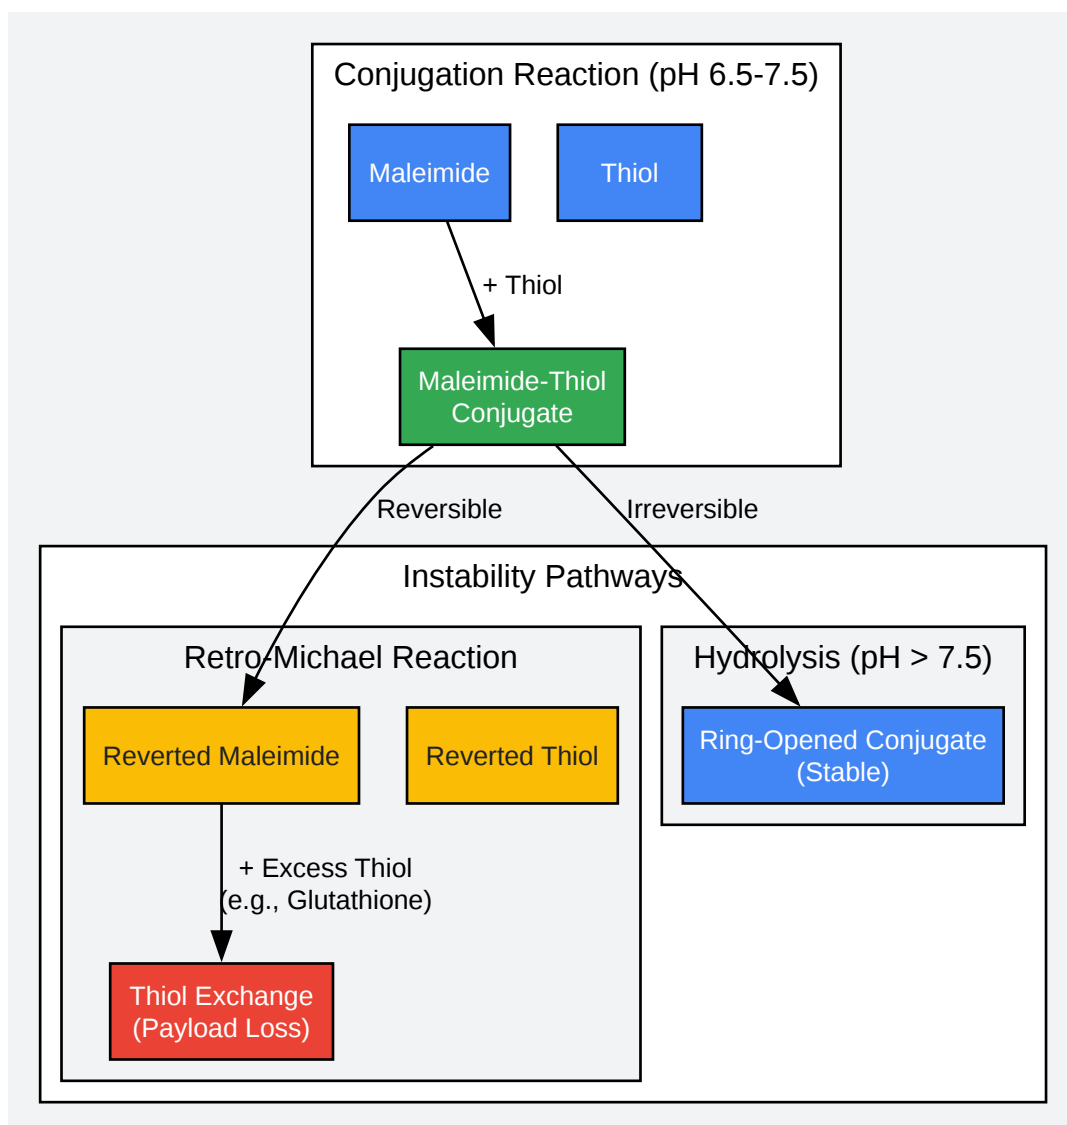 Conjugation Reaction (pH 6.5-7.5)
Maleimide
Thiol
+ Thiol
Maleimide-Thiol
Conjugate
Reversible
Irreversible
Instability Pathways
Retro-Michael Reaction
Hydrolysis (pH > 7.5)
Reverted Maleimide
Reverted Thiol
Ring-Opened Conjugate
(Stable)
+ Excess Thiol
(e.g., Glutathione)
Thiol Exchange
(Payload Loss)